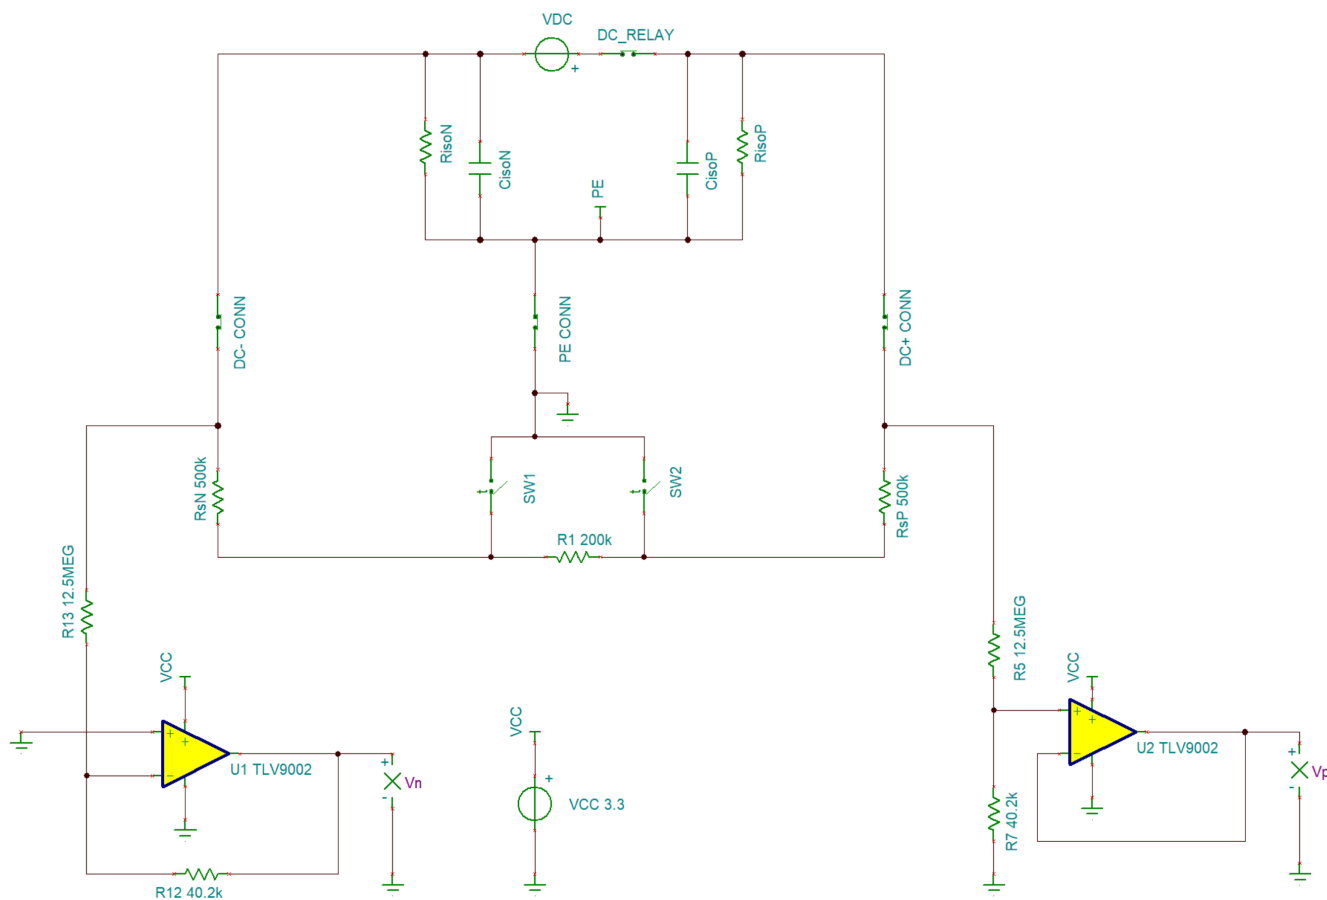 VDC
DC_RELAY
+
RisoN
CisoN
PE
CisoP
RisoP
DC- CONN
PE CONN
DC+ CONN
RsN 500k
SW1
SW2
RsP 500k
t
t
R1 200k
R13 12.5MEG
R5 12.5MEG
VCC
VCC
VCC
+
+
-
U1 TLV9002
+
Vn
-
+
VCC 3.3
+
+
-
U2 TLV9002
+
Vp
-
R7 40.2k
R12 40.2k